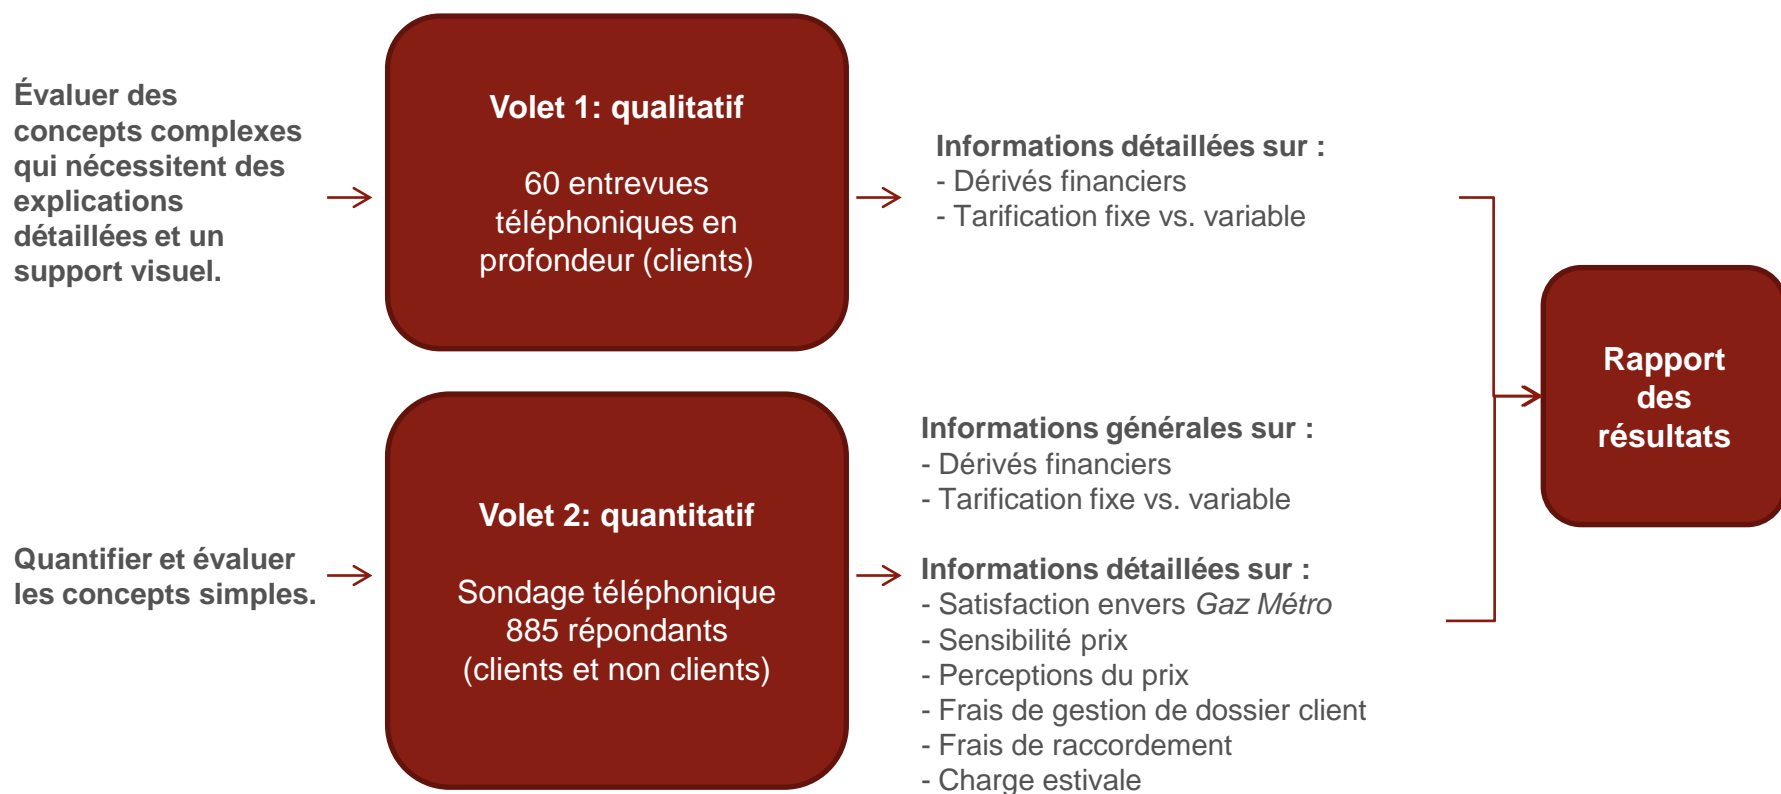 Évaluer des
concepts complexes
qui nécessitent des
explications
détaillées et un
support visuel.
Volet 1: qualitatif
60 entrevues
téléphoniques en
profondeur (clients)
Informations détaillées sur :
- Dérivés financiers
- Tarification fixe vs. variable
Quantifier et évaluer
les concepts simples.
Volet 2: quantitatif
Sondage téléphonique
885 répondants
(clients et non clients)
Informations générales sur :
- Dérivés financiers
- Tarification fixe vs. variable
Informations détaillées sur :
- Satisfaction envers Gaz Métro
- Sensibilité prix
- Perceptions du prix
- Frais de gestion de dossier client
- Frais de raccordement
- Charge estivale
Rapport
des
résultats